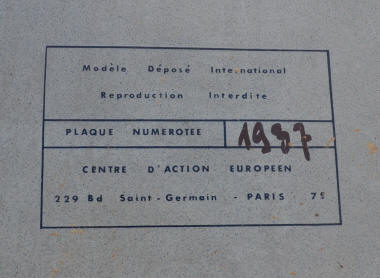 Modèle Déposé International
Reproduction Interdite
PLAQUE NUMEROTEE 1937
CENTRE D'ACTION EUROPEEN
229 Bd Saint-Germain - PARIS 7E